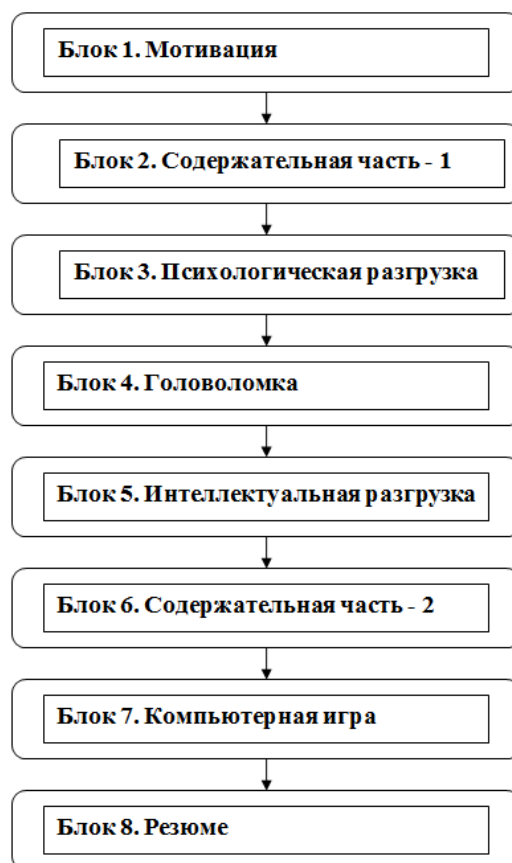 Блок 1. Мотивация
Блок 2. Содержательная часть - 1
Блок 3. Психологическая разгрузка
Блок 4. Головоломка
Блок 5. Интеллектуальная разгрузка
Блок 6. Содержательная часть - 2
Блок 7. Компьютерная игра
Блок 8. Резюме